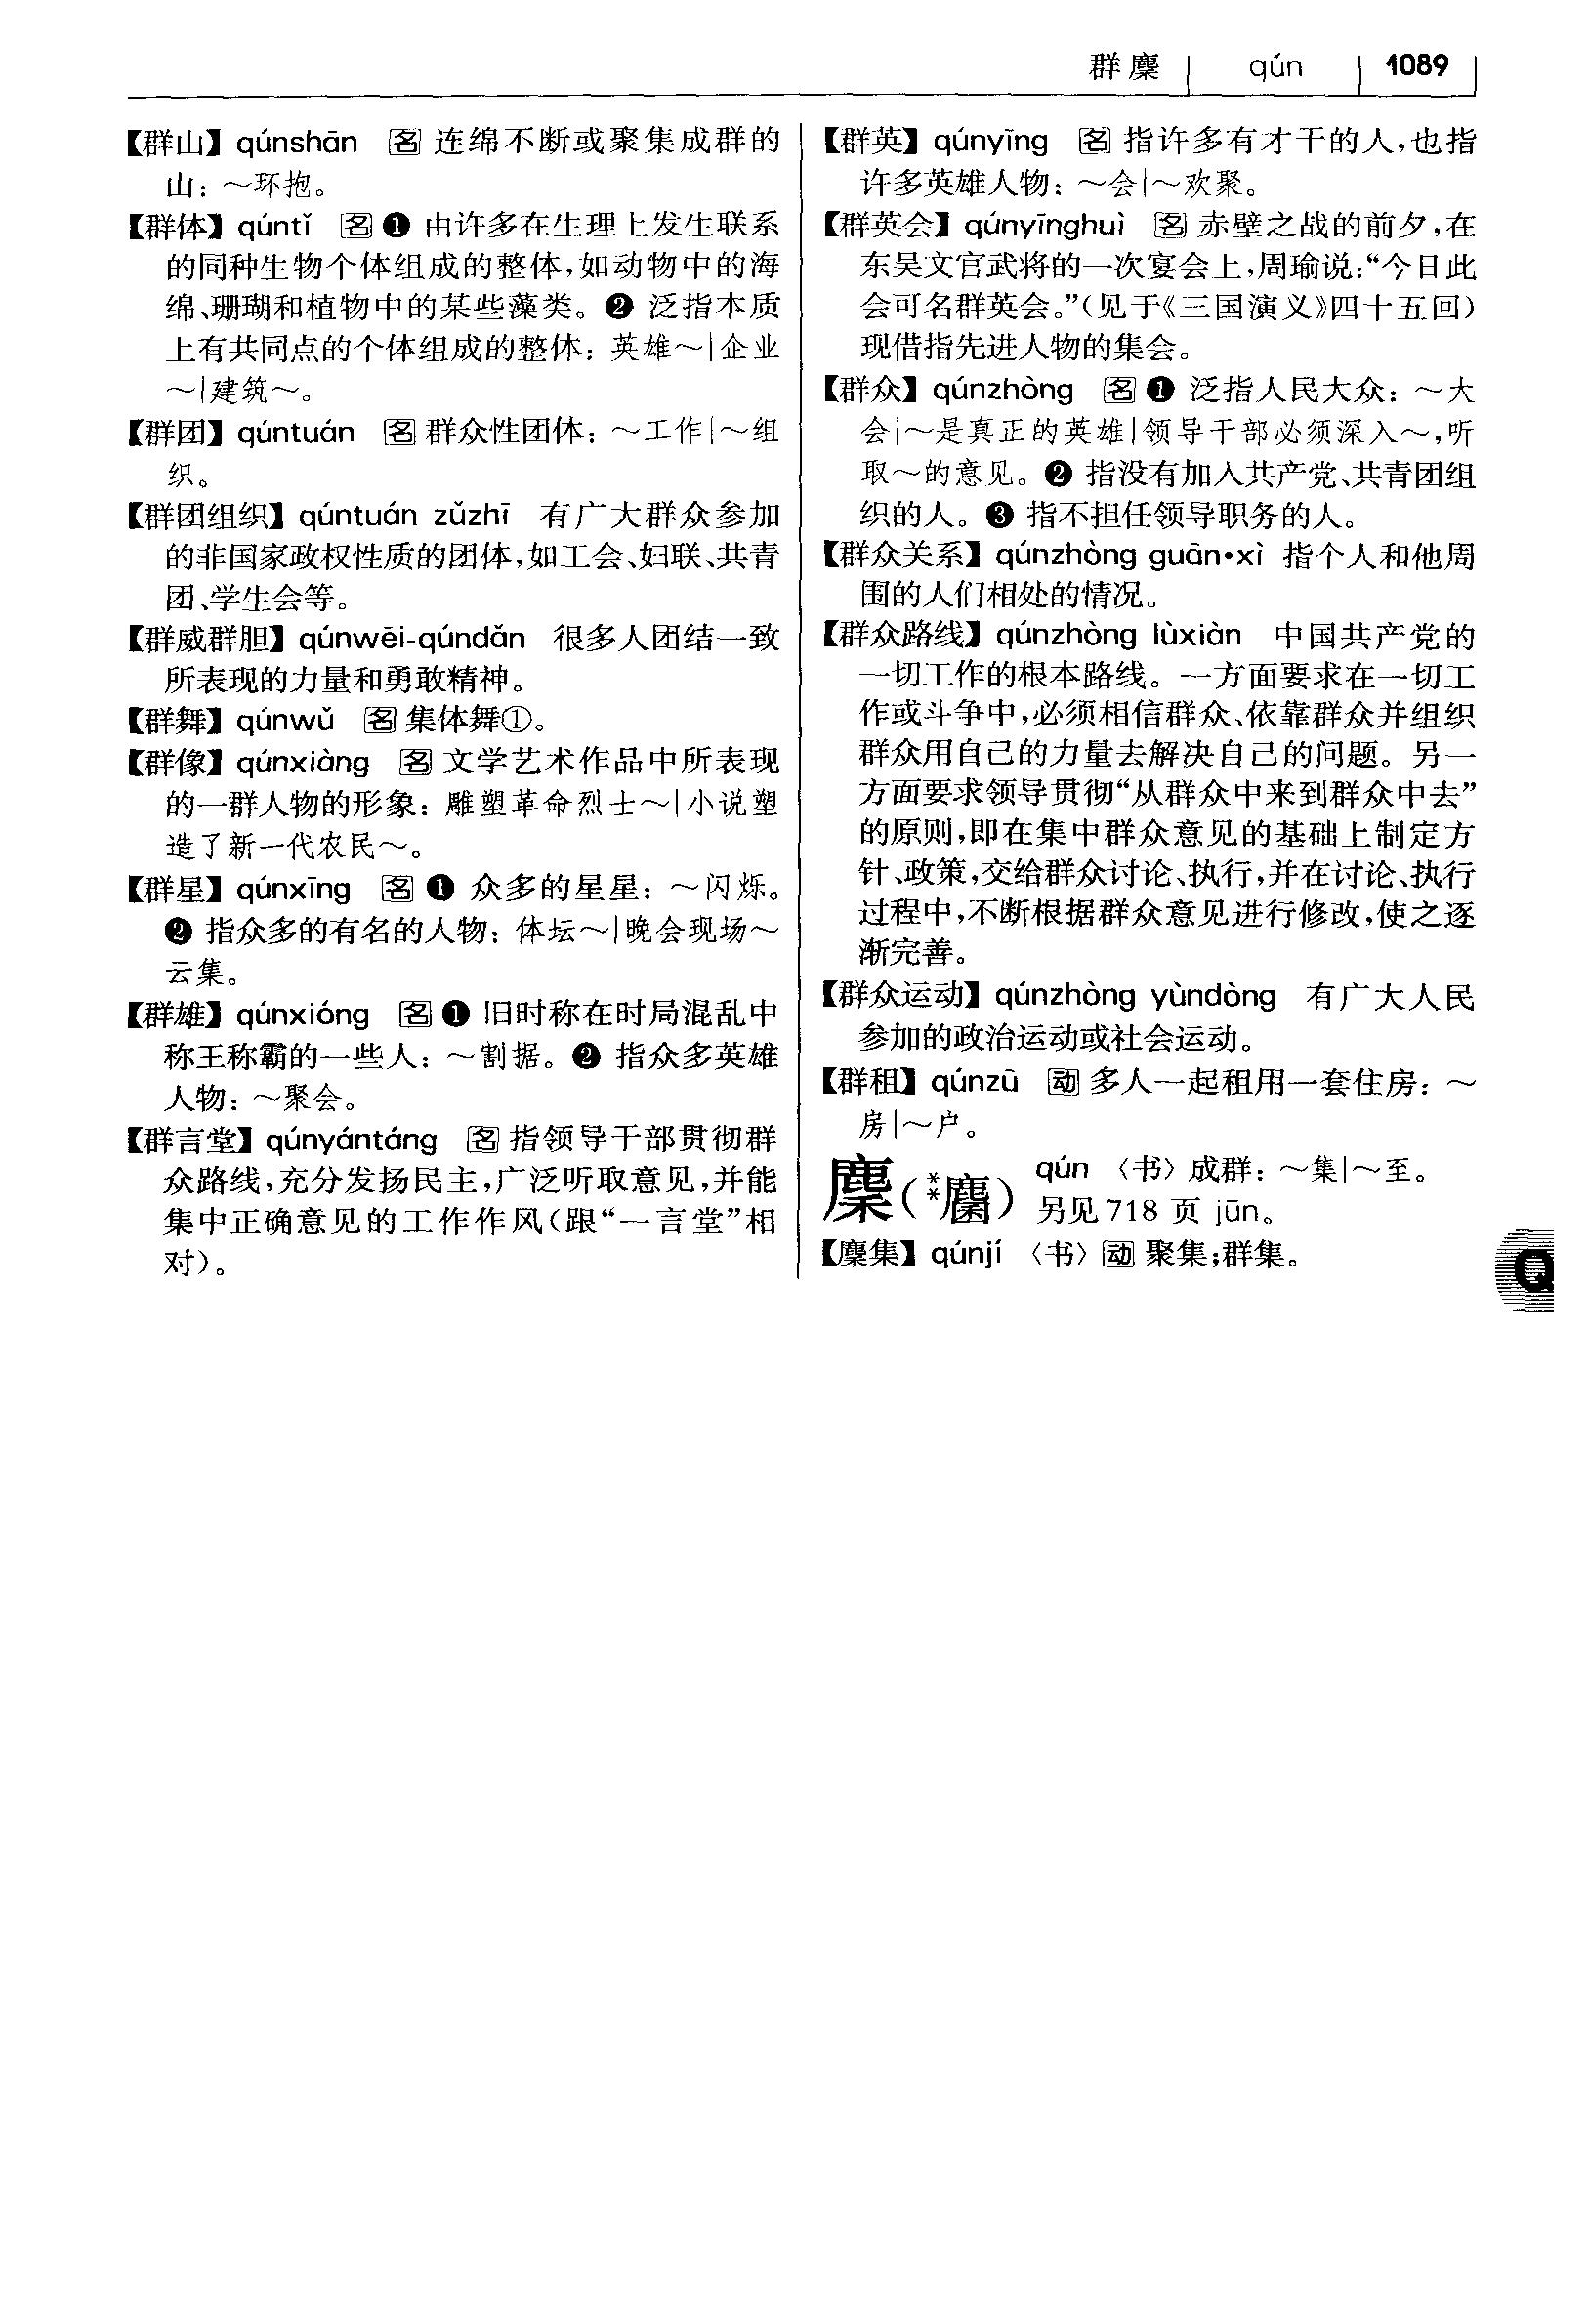 群麇 | qún | 1089
【群山】qúnshān 名 连绵不断或聚集成群的
山：～环抱。
【群体】qúntǐ 名 ❶ 由许多在生理上发生联系
的同种生物个体组成的整体，如动物中的海
绵、珊瑚和植物中的某些藻类。❷ 泛指本质
上有共同点的个体组成的整体：英雄～|企业
～|建筑～。
【群团】qúntuán 名 群众性团体：～工作|～组
织。
【群团组织】qúntuán zǔzhī 有广大群众参加
的非国家政权性质的团体，如工会、妇联、共青
团、学生会等。
【群威群胆】qúnwēi-qúndǎn 很多人团结一致
所表现的力量和勇敢精神。
【群舞】qúnwǔ 名 集体舞①。
【群像】qúnxiàng 名 文学艺术作品中所表现
的一群人物的形象：雕塑革命烈士～|小说塑
造了新一代农民～。
【群星】qúnxīng 名 ❶ 众多的星星：～闪烁。
❷ 指众多的有名的人物：体坛～|晚会现场～
云集。
【群雄】qúnxióng 名 ❶ 旧时称在时局混乱中
称王称霸的一些人：～割据。❷ 指众多英雄
人物：～聚会。
【群言堂】qúnyántáng 名 指领导干部贯彻群
众路线，充分发扬民主，广泛听取意见，并能
集中正确意见的工作作风（跟“一言堂”相
对）。
【群英】qúnyīng 名 指许多有才干的人，也指
许多英雄人物：～会|～欢聚。
【群英会】qúnyīnghuì 名 赤壁之战的前夕，在
东吴文官武将的一次宴会上，周瑜说：“今日此
会可名群英会。”（见于《三国演义》四十五回）
现借指先进人物的集会。
【群众】qúnzhòng 名 ❶ 泛指人民大众：～大
会|～是真正的英雄|领导干部必须深入～，听
取～的意见。❷ 指没有加入共产党、共青团组
织的人。❸ 指不担任领导职务的人。
【群众关系】qúnzhòng guān·xì 指个人和他周
围的人们相处的情况。
【群众路线】qúnzhòng lùxiàn 中国共产党的
一切工作的根本路线。一方面要求在一切工
作或斗争中，必须相信群众、依靠群众并组织
群众用自己的力量去解决自己的问题。另一
方面要求领导贯彻“从群众中来到群众中去”
的原则，即在集中群众意见的基础上制定方
针、政策，交给群众讨论、执行，并在讨论、执行
过程中，不断根据群众意见进行修改，使之逐
渐完善。
【群众运动】qúnzhòng yùndòng 有广大人民
参加的政治运动或社会运动。
【群租】qúnzū 动 多人一起租用一套住房：～
房|～户。
麇（**麕） qún 〈书〉成群：～集|～至。
另见718页 jūn。
【麇集】qúnjí 〈书〉动 聚集；群集。
Q